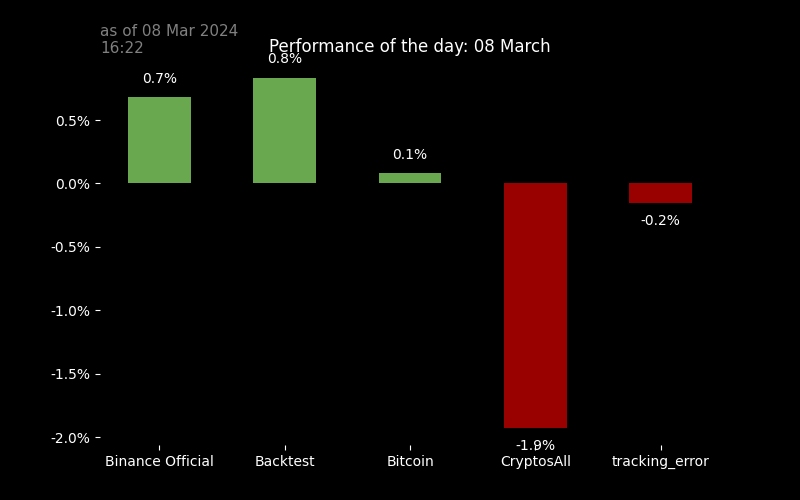 as of 08 Mar 2024
16:22
Performance of the day: 08 March
0.7%
0.8%
0.1%
-1.9%
-0.2%
0.5%
0.0%
-0.5%
-1.0%
-1.5%
-2.0%
Binance Official
Backtest
Bitcoin
CryptosAll
tracking_error